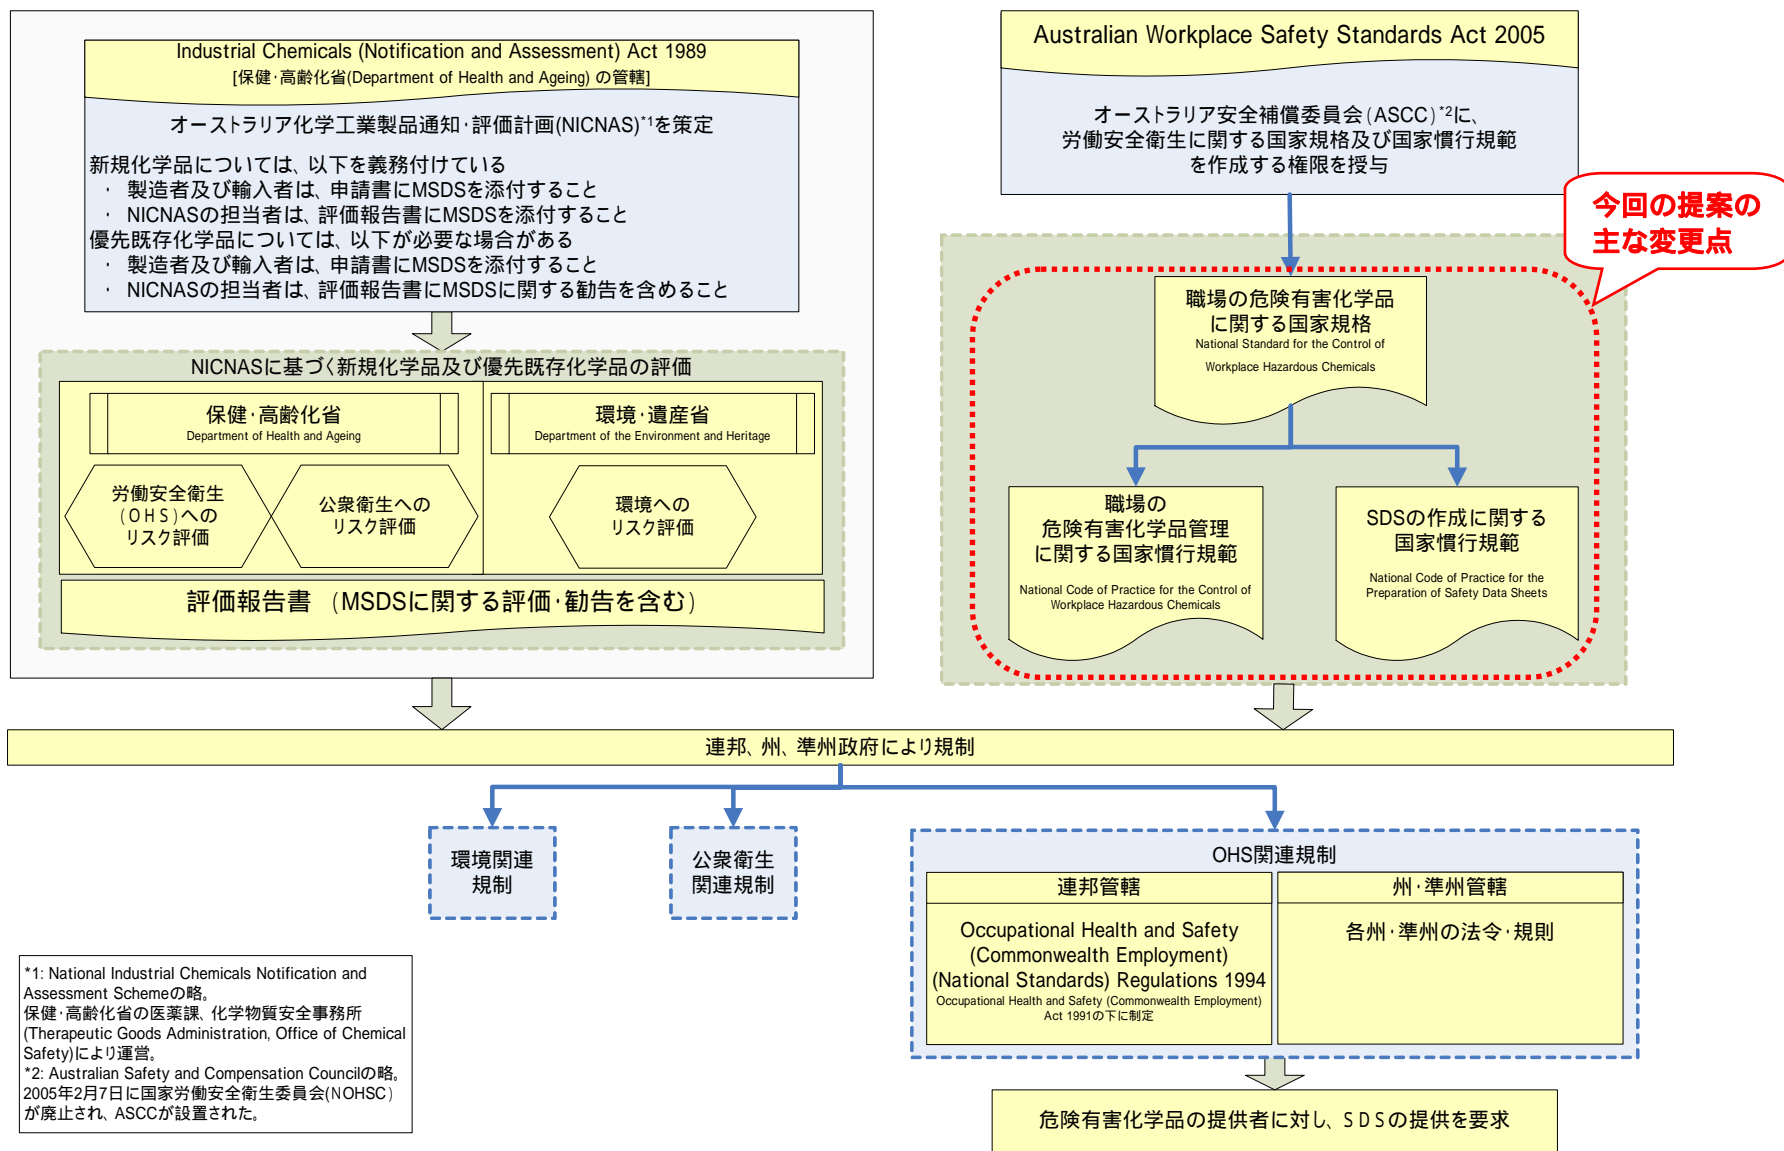 Industrial Chemicals (Notification and Assessment) Act 1989
[保健・高齢化省(Department of Health and Ageing) の管轄]
オーストラリア化学工業製品通知・評価計画(NICNAS)*1を策定
新規化学品については、以下を義務付けている
・ 製造者及び輸入者は、申請書にMSDSを添付すること
・ NICNASの担当者は、評価報告書にMSDSを添付すること
優先既存化学品については、以下が必要な場合がある
・ 製造者及び輸入者は、申請書にMSDSを添付すること
・ NICNASの担当者は、評価報告書にMSDSに関する勧告を含めること
NICNASに基づく新規化学品及び優先既存化学品の評価
保健・高齢化省
Department of Health and Ageing
環境・遺産省
Department of the Environment and Heritage
労働安全衛生
(OHS)への
リスク評価
公衆衛生への
リスク評価
環境への
リスク評価
評価報告書 (MSDSに関する評価・勧告を含む)
Australian Workplace Safety Standards Act 2005
オーストラリア安全補償委員会(ASCC)*2に、
労働安全衛生に関する国家規格及び国家慣行規範
を作成する権限を授与
今回の提案の
主な変更点
職場の危険有害化学品
に関する国家規格
National Standard for the Control of
Workplace Hazardous Chemicals
職場の
危険有害化学品管理
に関する国家慣行規範
National Code of Practice for the Control of
Workplace Hazardous Chemicals
SDSの作成に関する
国家慣行規範
National Code of Practice for the
Preparation of Safety Data Sheets
連邦、州、準州政府により規制
環境関連
規制
公衆衛生
関連規制
OHS関連規制
連邦管轄
Occupational Health and Safety
(Commonwealth Employment)
(National Standards) Regulations 1994
Occupational Health and Safety (Commonwealth Employment)
Act 1991の下に制定
州・準州管轄
各州・準州の法令・規則
危険有害化学品の提供者に対し、SDSの提供を要求
*1: National Industrial Chemicals Notification and
Assessment Schemeの略。
保健・高齢化省の医薬課、化学物質安全事務所
(Therapeutic Goods Administration, Office of Chemical
Safety)により運営。
*2: Australian Safety and Compensation Councilの略。
2005年2月7日に国家労働安全衛生委員会(NOHSC)
が廃止され、ASCCが設置された。